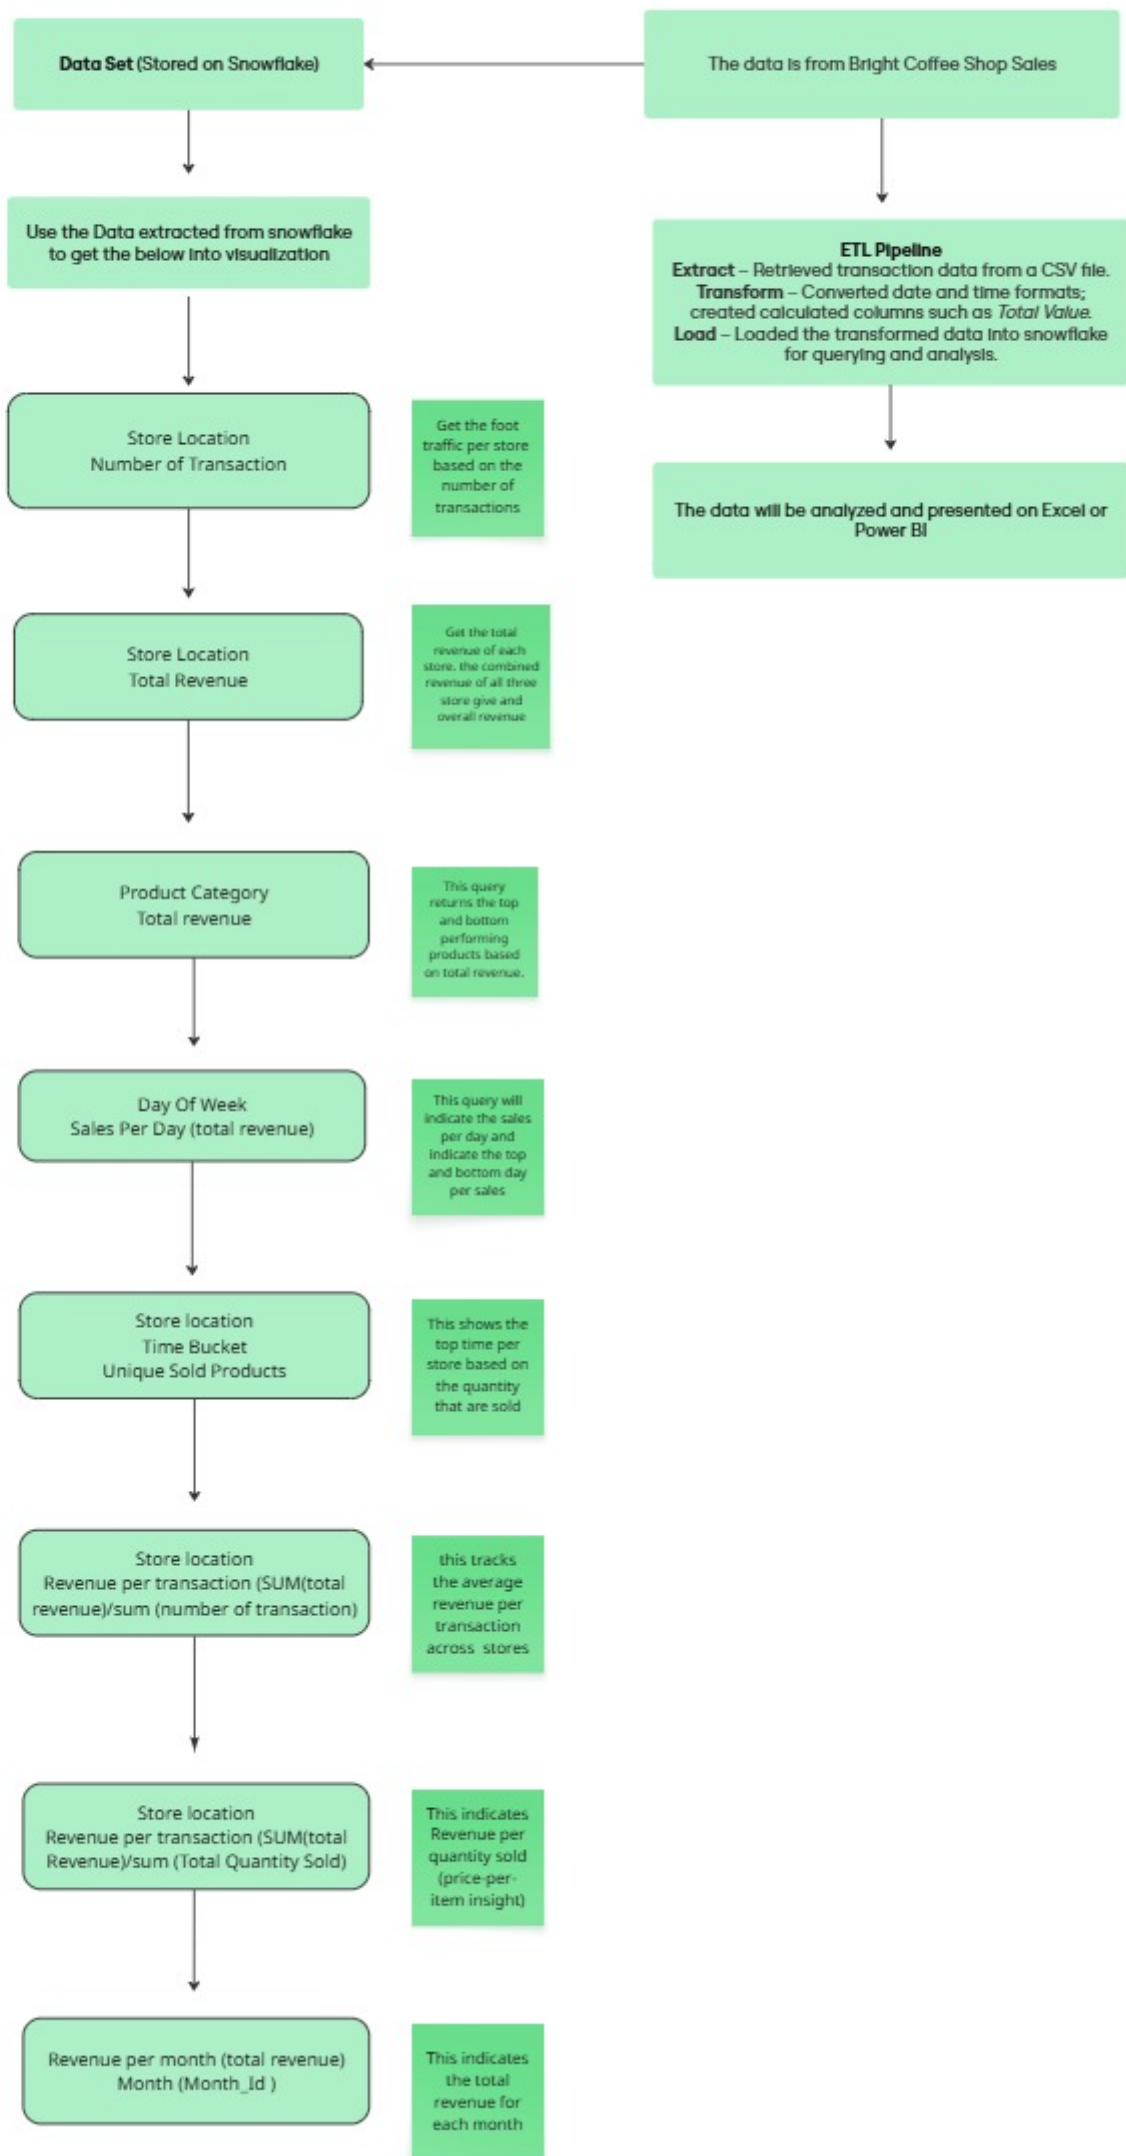 Data Set (Stored on Snowflake)
The data is from Bright Coffee Shop Sales
Use the Data extracted from snowflake
to get the below into visualization
ETL Pipeline
Extract – Retrieved transaction data from a CSV file.
Transform – Converted date and time formats;
created calculated columns such as Total Value.
Load – Loaded the transformed data into snowflake
for querying and analysis.
The data will be analyzed and presented on Excel or
Power BI
Store Location
Number of Transaction
Get the foot
traffic per store
based on the
number of
transactions
Store Location
Total Revenue
Get the total
revenue of each
store. the combined
revenue of all three
store give and
overall revenue
Product Category
Total revenue
This query
returns the top
and bottom
performing
products based
on total revenue.
Day Of Week
Sales Per Day (total revenue)
This query will
indicate the sales
per day and
indicate the top
and bottom day
per sales
Store location
Time Bucket
Unique Sold Products
This shows the
top time per
store based on
the quantity
that are sold
Store location
Revenue per transaction (SUM(total
revenue)/sum (number of transaction)
this tracks
the average
revenue per
transaction
across stores
Store location
Revenue per transaction (SUM(total
Revenue)/sum (Total Quantity Sold)
This indicates
Revenue per
quantity sold
(price-per-
item insight)
Revenue per month (total revenue)
Month (Month_Id )
This indicates
the total
revenue for
each month